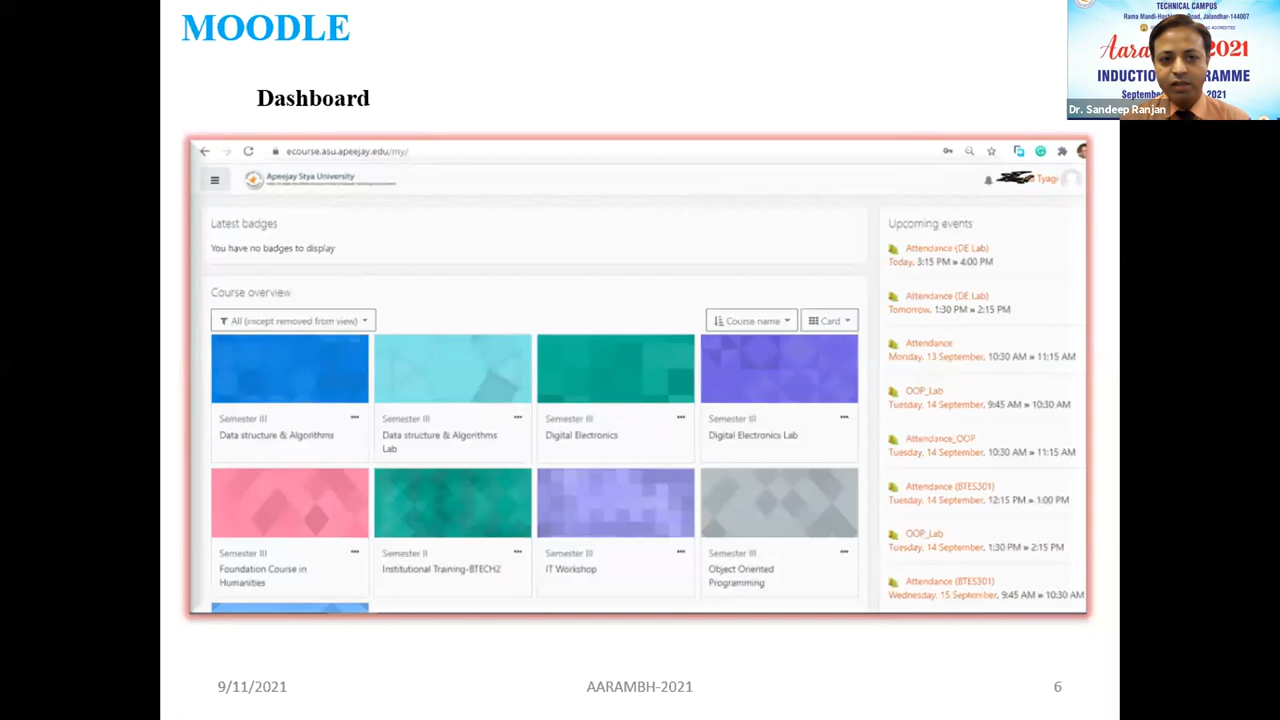 MOODLE
TECHNICAL CAMPUS
Road, Jalandhar-144007
2021
Dr. Sandeep Ranjan
Dashboard
ecourse.asu.apeejay.edu/my/
Apeejay Stya University
Tyagi
Latest badges
You have no badges to display
Course overview
All (except removed from view)
Course name
Card
Semester III
Data structure & Algorithms
Semester III
Data structure & Algorithms
Lab
Semester III
Digital Electronics
Semester III
Digital Electronics Lab
Semester III
Foundation Course in
Humanities
Semester II
Institutional Training-BTECH2
Semester III
IT Workshop
Semester III
Object Oriented
Programming
Upcoming events
Attendance (DE Lab)
Today, 3:15 PM » 4:00 PM
Attendance (DE Lab)
Tomorrow, 1:30 PM » 2:15 PM
Attendance
Monday, 13 September, 10:30 AM » 11:15 AM
OOP_Lab
Tuesday, 14 September, 9:45 AM » 10:30 AM
Attendance_OOP
Tuesday, 14 September, 10:30 AM » 11:15 AM
Attendance (BTES301)
Tuesday, 14 September, 12:15 PM » 1:00 PM
OOP_Lab
Tuesday, 14 September, 1:30 PM » 2:15 PM
Attendance (BTES301)
Wednesday, 15 September, 9:45 AM » 10:30 AM
9/11/2021
AARAMBH-2021
6